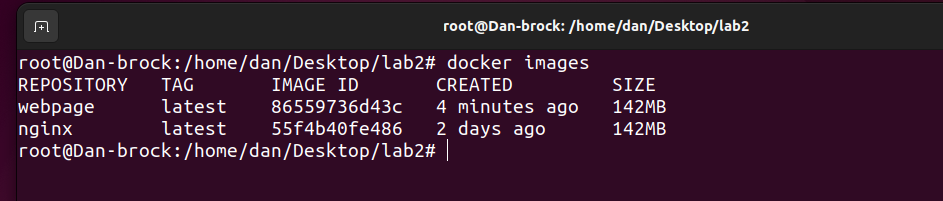 root@Dan-brock: /home/dan/Desktop/lab2
root@Dan-brock:/home/dan/Desktop/lab2# docker images
REPOSITORY   TAG       IMAGE ID       CREATED         SIZE
webpage      latest    86559736d43c   4 minutes ago   142MB
nginx        latest    55f4b40fe486   2 days ago      142MB
root@Dan-brock:/home/dan/Desktop/lab2#